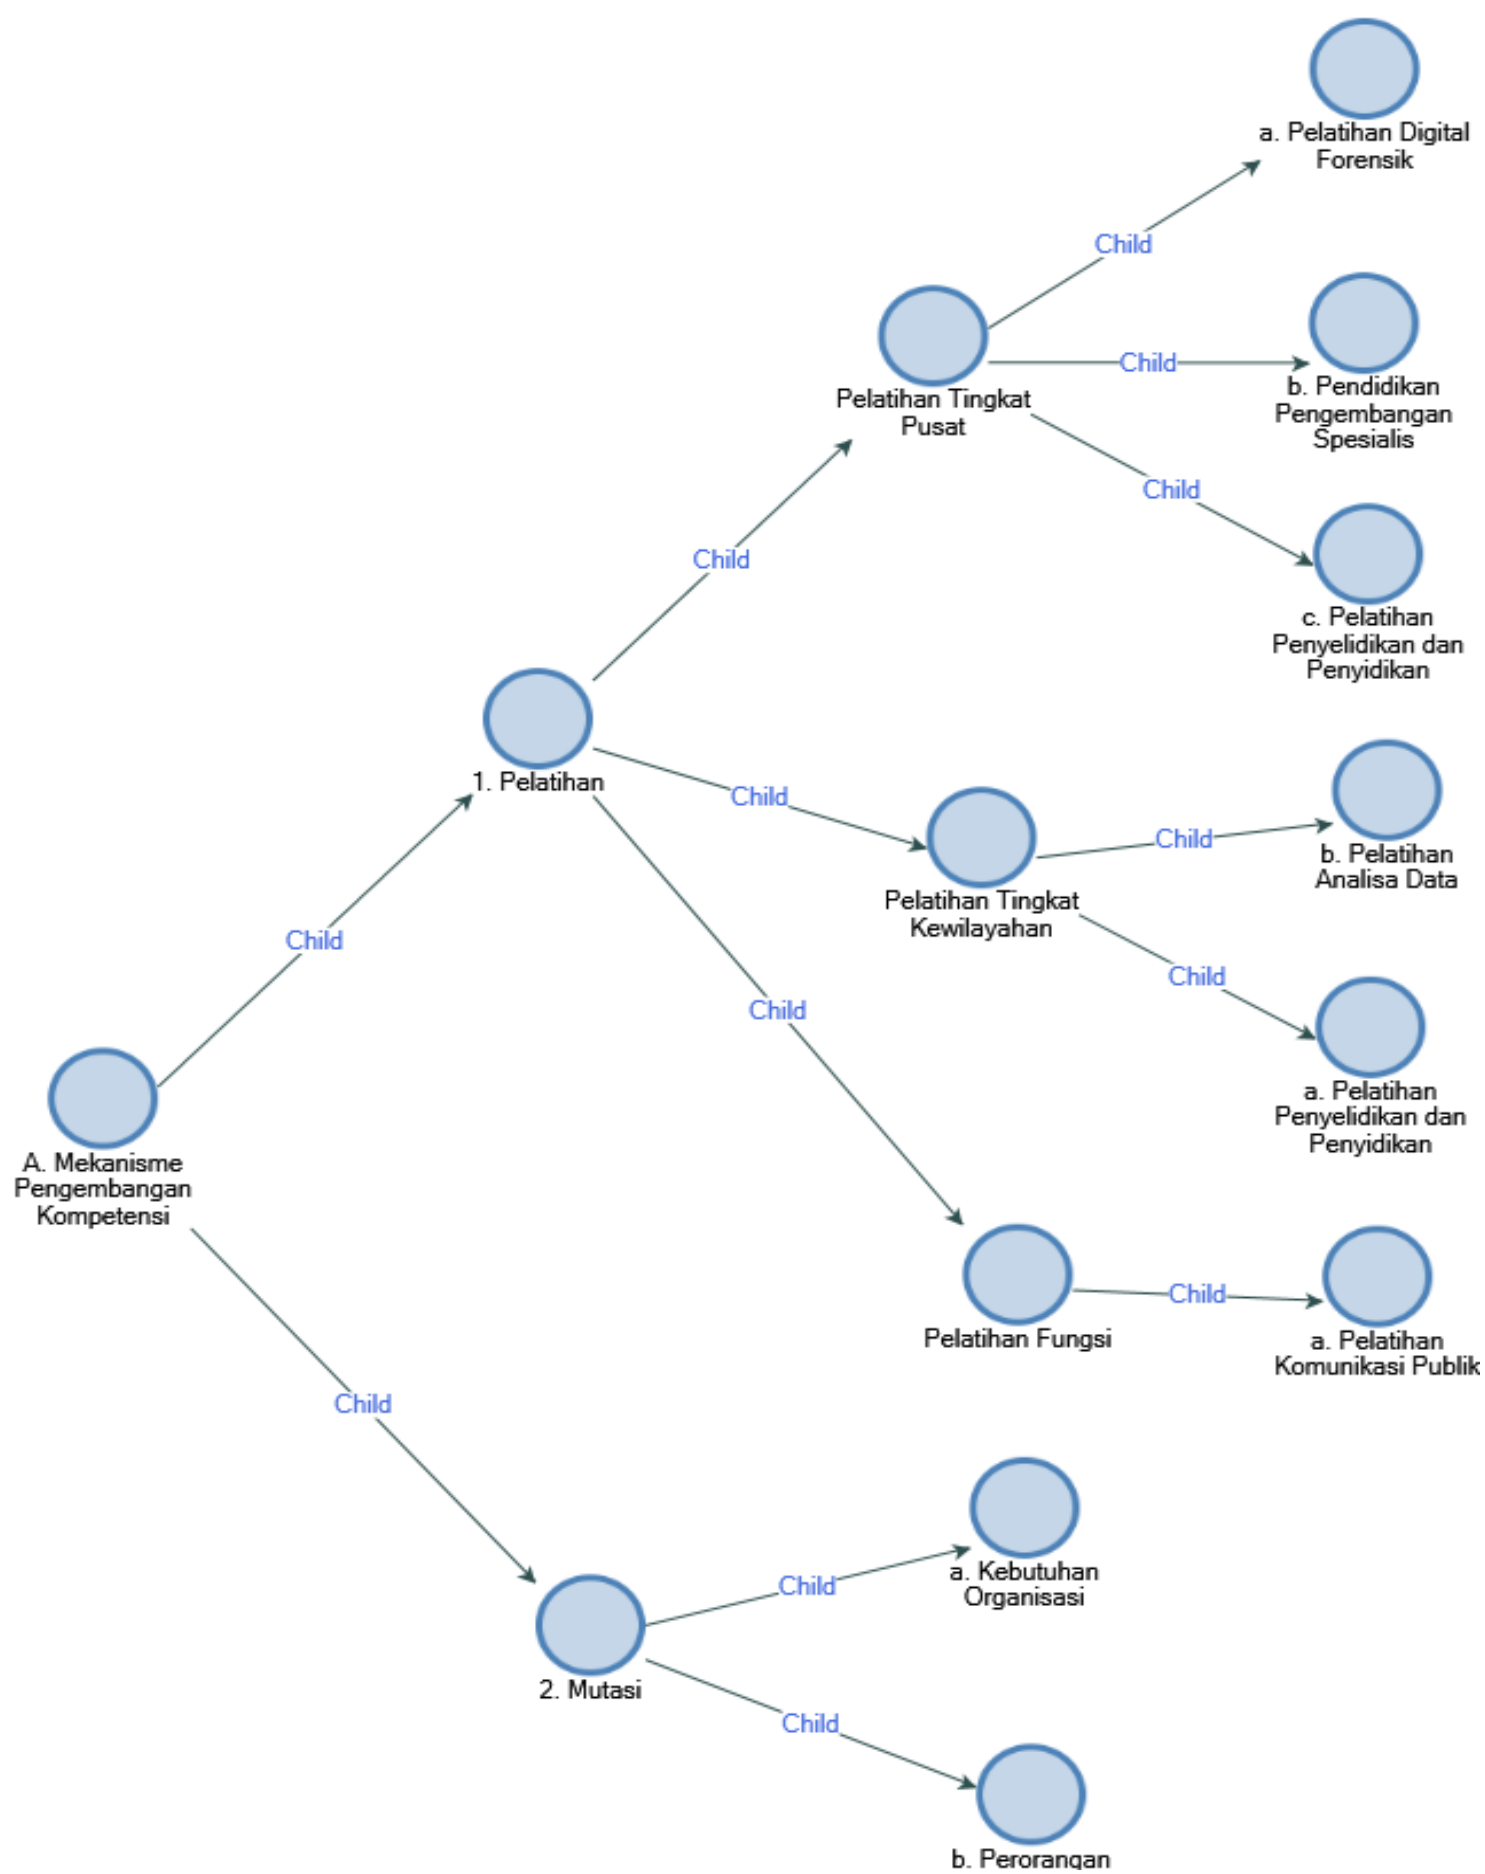 a. Pelatihan Digital
Forensik
Child
Child
b. Pendidikan
Pengembangan
Spesialis
Pelatihan Tingkat
Pusat
Child
c. Pelatihan
Penyelidikan dan
Penyidikan
Child
1. Pelatihan
Child
Child
b. Pelatihan
Analisa Data
Pelatihan Tingkat
Kewilayahan
Child
Child
Child
a. Pelatihan
Penyelidikan dan
Penyidikan
A. Mekanisme
Pengembangan
Kompetensi
Child
Pelatihan Fungsi
a. Pelatihan
Komunikasi Publik
Child
Child
a. Kebutuhan
Organisasi
2. Mutasi
Child
b. Perorangan